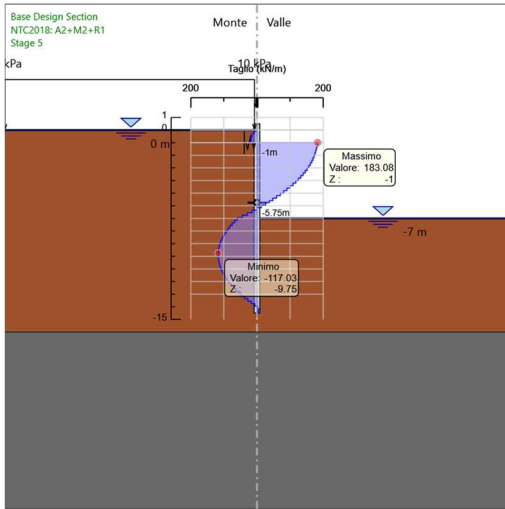 Base Design Section
NTC2018: A2+M2+R1
Stage 5
Monte
Valle
kPa
10 kPa
Taglio (kN/m)
200
0
200
1
0
0 m
-1m
Massimo
Valore: 183.08
Z : -1
-5.75m
-7 m
Minimo
Valore: -117.03
Z : -9.75
-15